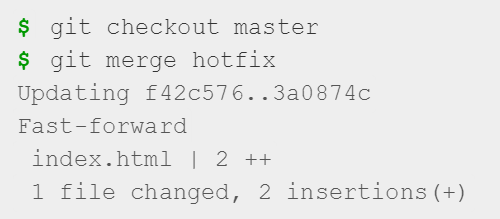 $ git checkout master
$ git merge hotfix
Updating f42c576..3a0874c
Fast-forward
 index.html | 2 ++
 1 file changed, 2 insertions(+)